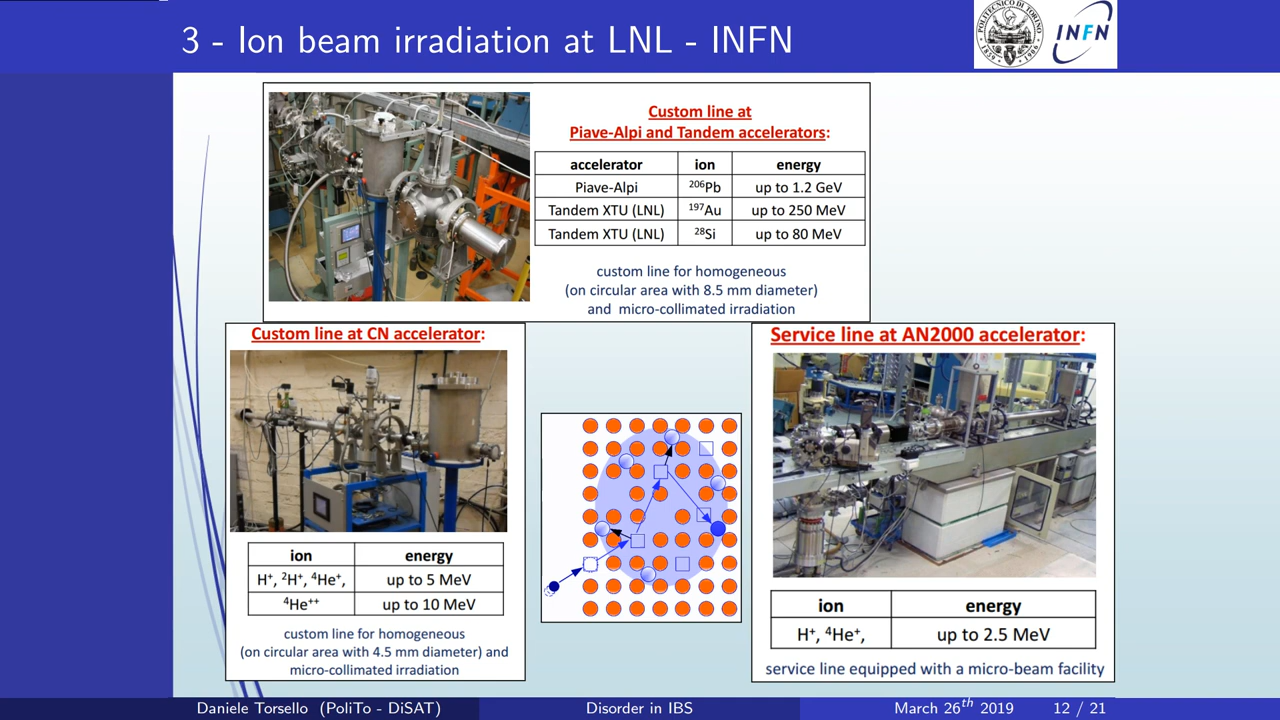 3 - Ion beam irradiation at LNL - INFN
POLITECNICO DI TORINO
1859
1906
INFN
Custom line at
Piave-Alpi and Tandem accelerators:
accelerator ion energy
Piave-Alpi ²⁰⁶Pb up to 1.2 GeV
Tandem XTU (LNL) ¹⁹⁷Au up to 250 MeV
Tandem XTU (LNL) ²⁸Si up to 80 MeV
custom line for homogeneous
(on circular area with 8.5 mm diameter)
and micro-collimated irradiation
Custom line at CN accelerator:
ion energy
H⁺, ²H⁺, ⁴He⁺, up to 5 MeV
⁴He⁺⁺ up to 10 MeV
custom line for homogeneous
(on circular area with 4.5 mm diameter) and
micro-collimated irradiation
Service line at AN2000 accelerator:
ion energy
H⁺, ⁴He⁺, up to 2.5 MeV
service line equipped with a micro-beam facility
Daniele Torsello (PoliTo - DiSAT) Disorder in IBS March 26th 2019 12 / 21